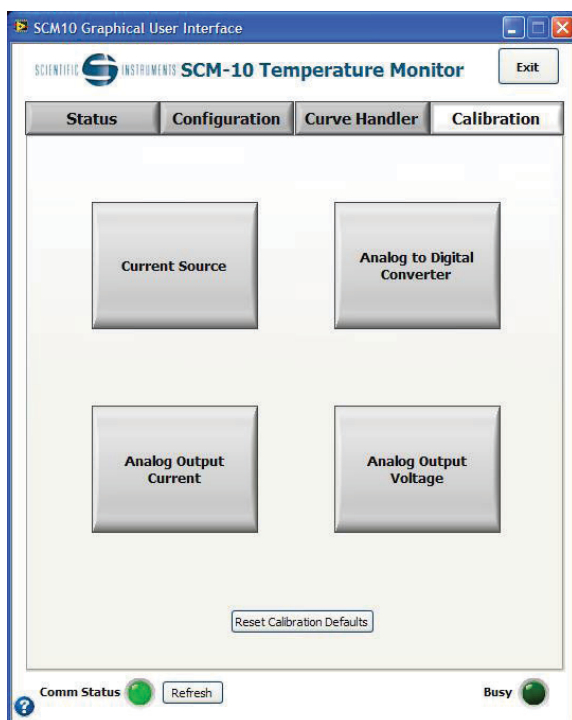 SCM10 Graphical User Interface
SCIENTIFIC INSTRUMENTS SCM-10 Temperature Monitor Exit
Status Configuration Curve Handler Calibration
Current Source
Analog to Digital
Converter
Analog Output
Current
Analog Output
Voltage
Reset Calibration Defaults
Comm Status Refresh Busy
?